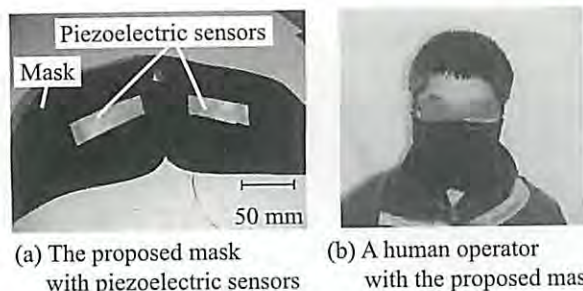 Piezoelectric sensors
Mask
50 mm
(a) The proposed mask
with piezoelectric sensors
(b) A human operator
with the proposed mas